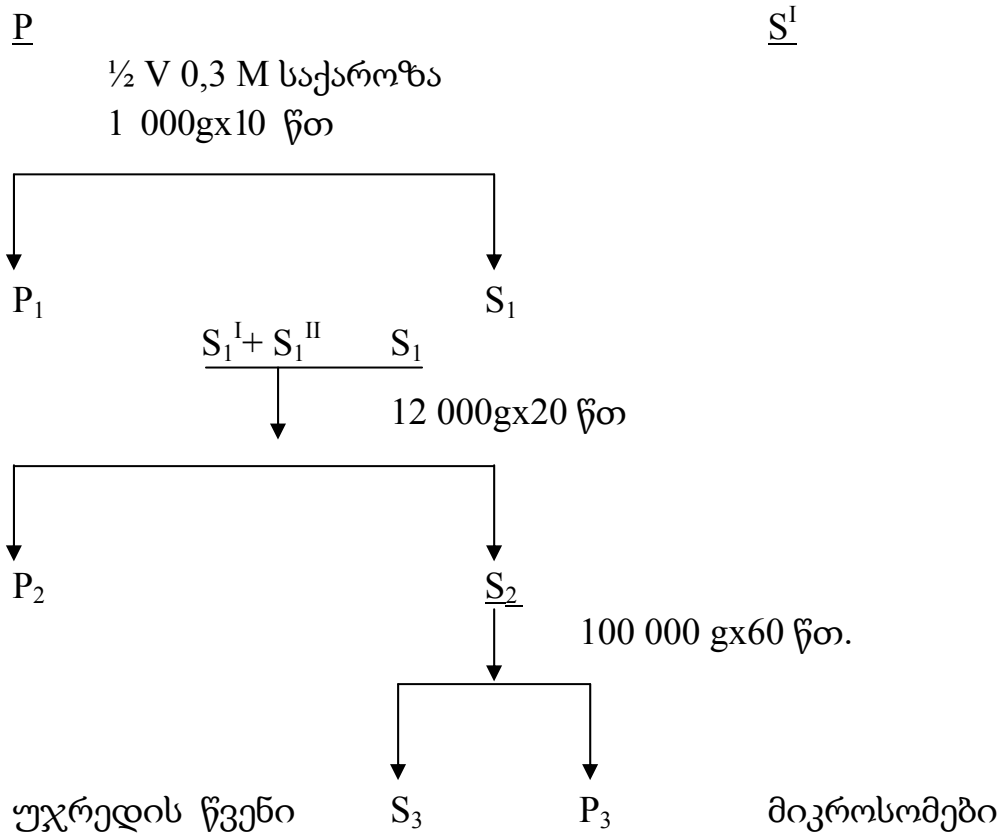 P S^I
½ V 0,3 M საქაროზა
1 000gx10 წთ
P₁ S₁
S₁^I+ S₁^II S₁
12 000gx20 წთ
P₂ S₂
100 000 gx60 წთ.
უჯრედის წვენი S₃ P₃ მიკროსომები